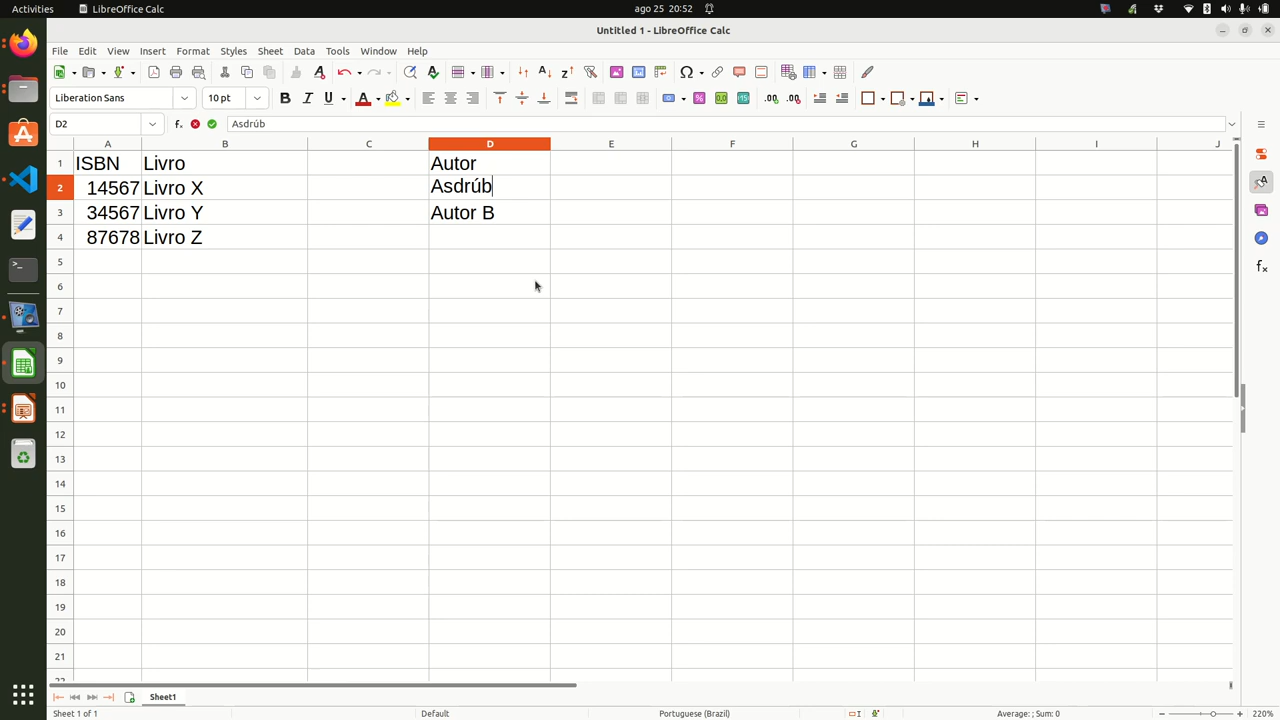 Activities LibreOffice Calc ago 25 20:52
Untitled 1 - LibreOffice Calc
File Edit View Insert Format Styles Sheet Data Tools Window Help
Liberation Sans 10 pt
D2 Asdrúb
A B C D E F G H I J
1 ISBN Livro Autor
2 14567 Livro X Asdrúb
3 34567 Livro Y Autor B
4 87678 Livro Z
5
6
7
8
9
10
11
12
13
14
15
16
17
18
19
20
21
22
Sheet1
Sheet 1 of 1 Default Portuguese (Brazil) Average: ; Sum: 0 220%